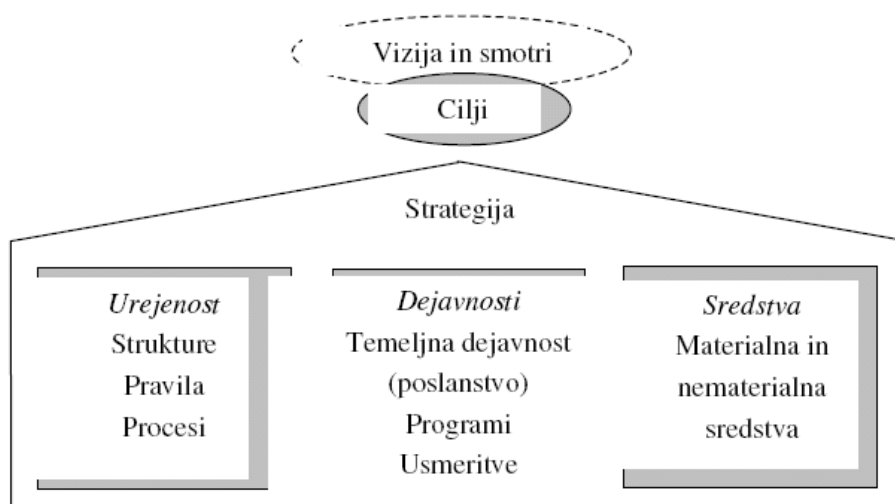 Vizija in smotri
Cilji
Strategija
Urejenost
Strukture
Pravila
Procesi
Dejavnosti
Temeljna dejavnost
(poslanstvo)
Programi
Usmeritve
Sredstva
Materialna in
nematerialna
sredstva